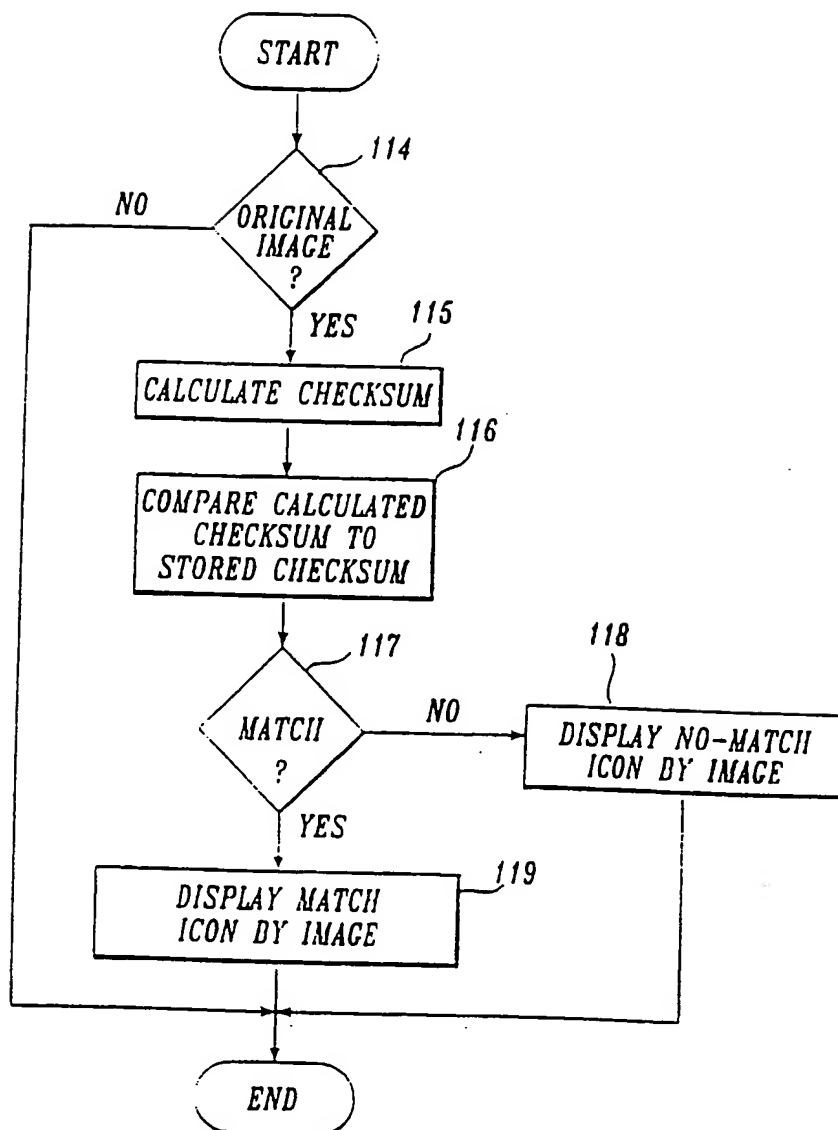 START
114
NO
ORIGINAL
IMAGE
?
YES
115
CALCULATE CHECKSUM
116
COMPARE CALCULATED
CHECKSUM TO
STORED CHECKSUM
117
118
MATCH
?
NO
DISPLAY NO-MATCH
ICON BY IMAGE
YES
119
DISPLAY MATCH
ICON BY IMAGE
END